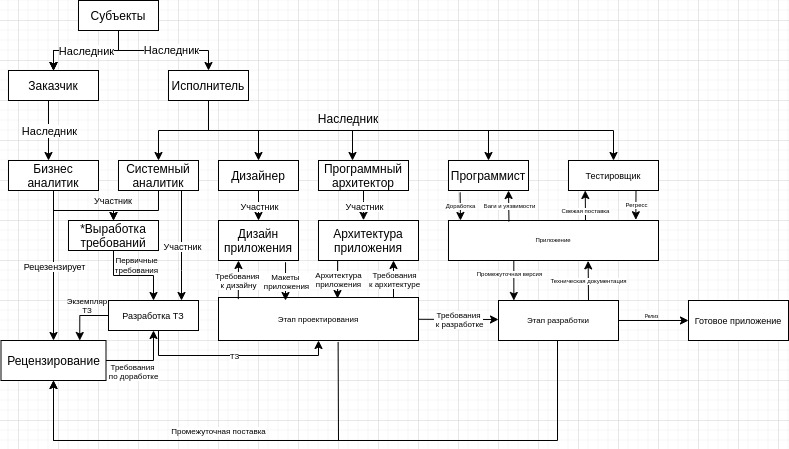 Субъекты
Наследник
Наследник
Заказчик
Исполнитель
Наследник
Наследник
Бизнес
аналитик
Системный
аналитик
Дизайнер
Программный
архитектор
Программист
Тестировщик
Участник
Участник
Участник
Доработка
Баги и уязвимости
Свежая поставка
Регресс
*Выработка
требований
Дизайн
приложения
Архитектура
приложения
Приложение
Участник
Рецезензирует
Первичные
требования
Требования
к дизайну
Макеты
приложения
Архитектура
приложения
Требования
к архитектуре
Промежуточная версия
Техническая документация
Экземпляр
ТЗ
Разработка ТЗ
Этап проектирования
Требования
к разработке
Этап разработки
Релиз
Готовое приложение
Рецензирование
Требования
по доработке
ТЗ
Промежуточная поставка